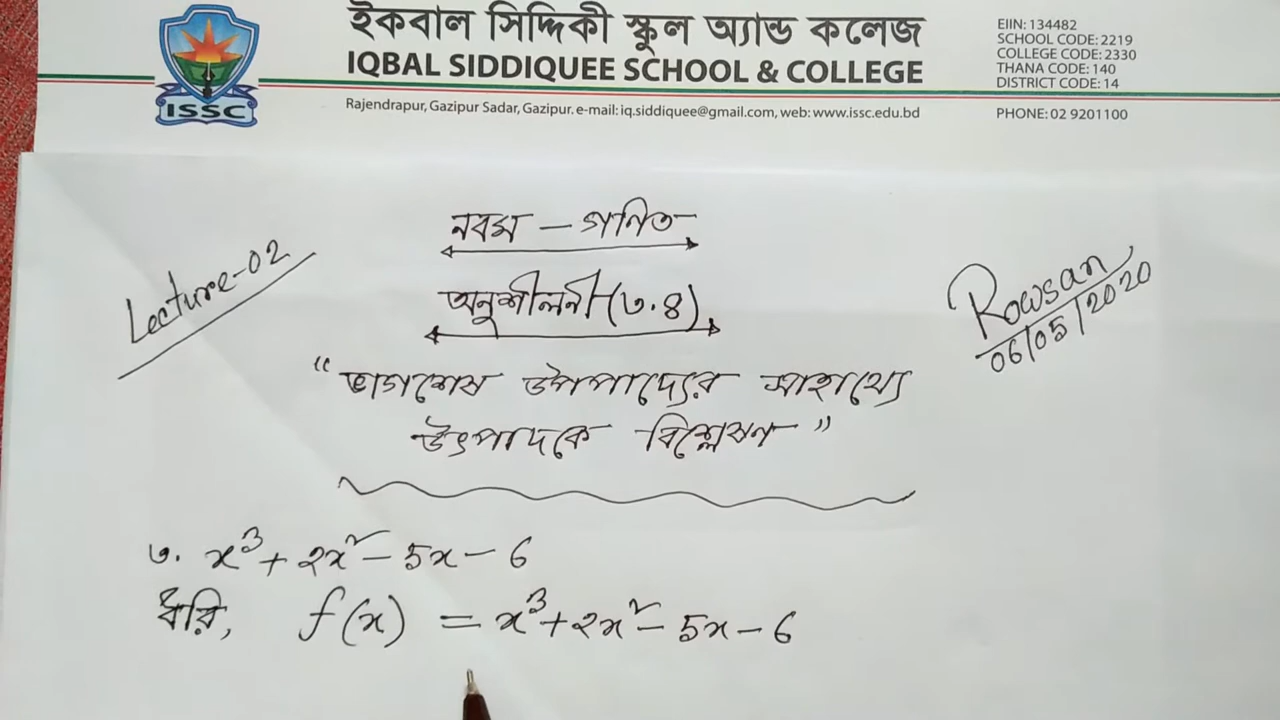 ইকবাল সিদ্দিকী স্কুল অ্যান্ড কলেজ
IQBAL SIDDIQUEE SCHOOL & COLLEGE
Rajendrapur, Gazipur Sadar, Gazipur. e-mail: iq.siddiquee@gmail.com, web: www.issc.edu.bd
EIIN: 134482
SCHOOL CODE: 2219
COLLEGE CODE: 2330
THANA CODE: 140
DISTRICT CODE: 14
PHONE: 02 9201100
ISSC
নবম - গণিত
Lecture-02
অনুশীলনী (৩.৪)
Rowsan
06/05/2020
“ভাগশেষ উপপাদ্যের সাহায্যে
উৎপাদকে বিশ্লেষণ”
৩. x³ + 2x² - 5x - 6
ধরি, f(x) = x³ + 2x² - 5x - 6